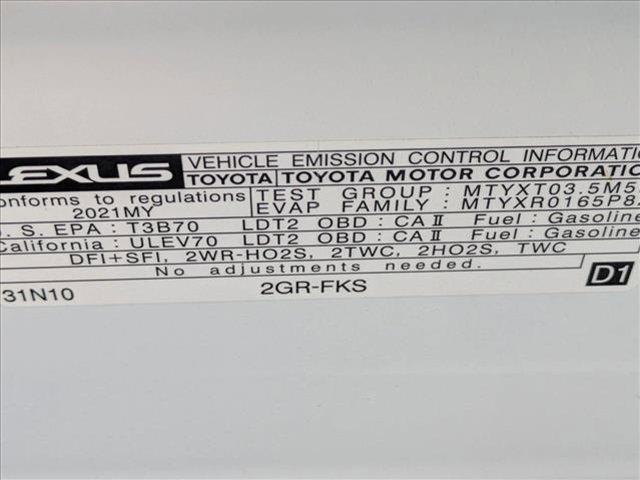 LEXUS VEHICLE EMISSION CONTROL INFORMATI
TOYOTA TOYOTA MOTOR CORPORATIO
onforms to regulations TEST GROUP : MTYXT03.5M5
2021MY EVAP FAMILY : MTYXR0165P8
. S. EPA : T3B70 LDT2 OBD : CA II Fuel : Gasoline
California : ULEV70 LDT2 OBD : CA II Fuel : Gasoline
DFI+SFI, 2WR-HO2S, 2TWC, 2HO2S, TWC
No adjustments needed.
31N10 2GR-FKS D1